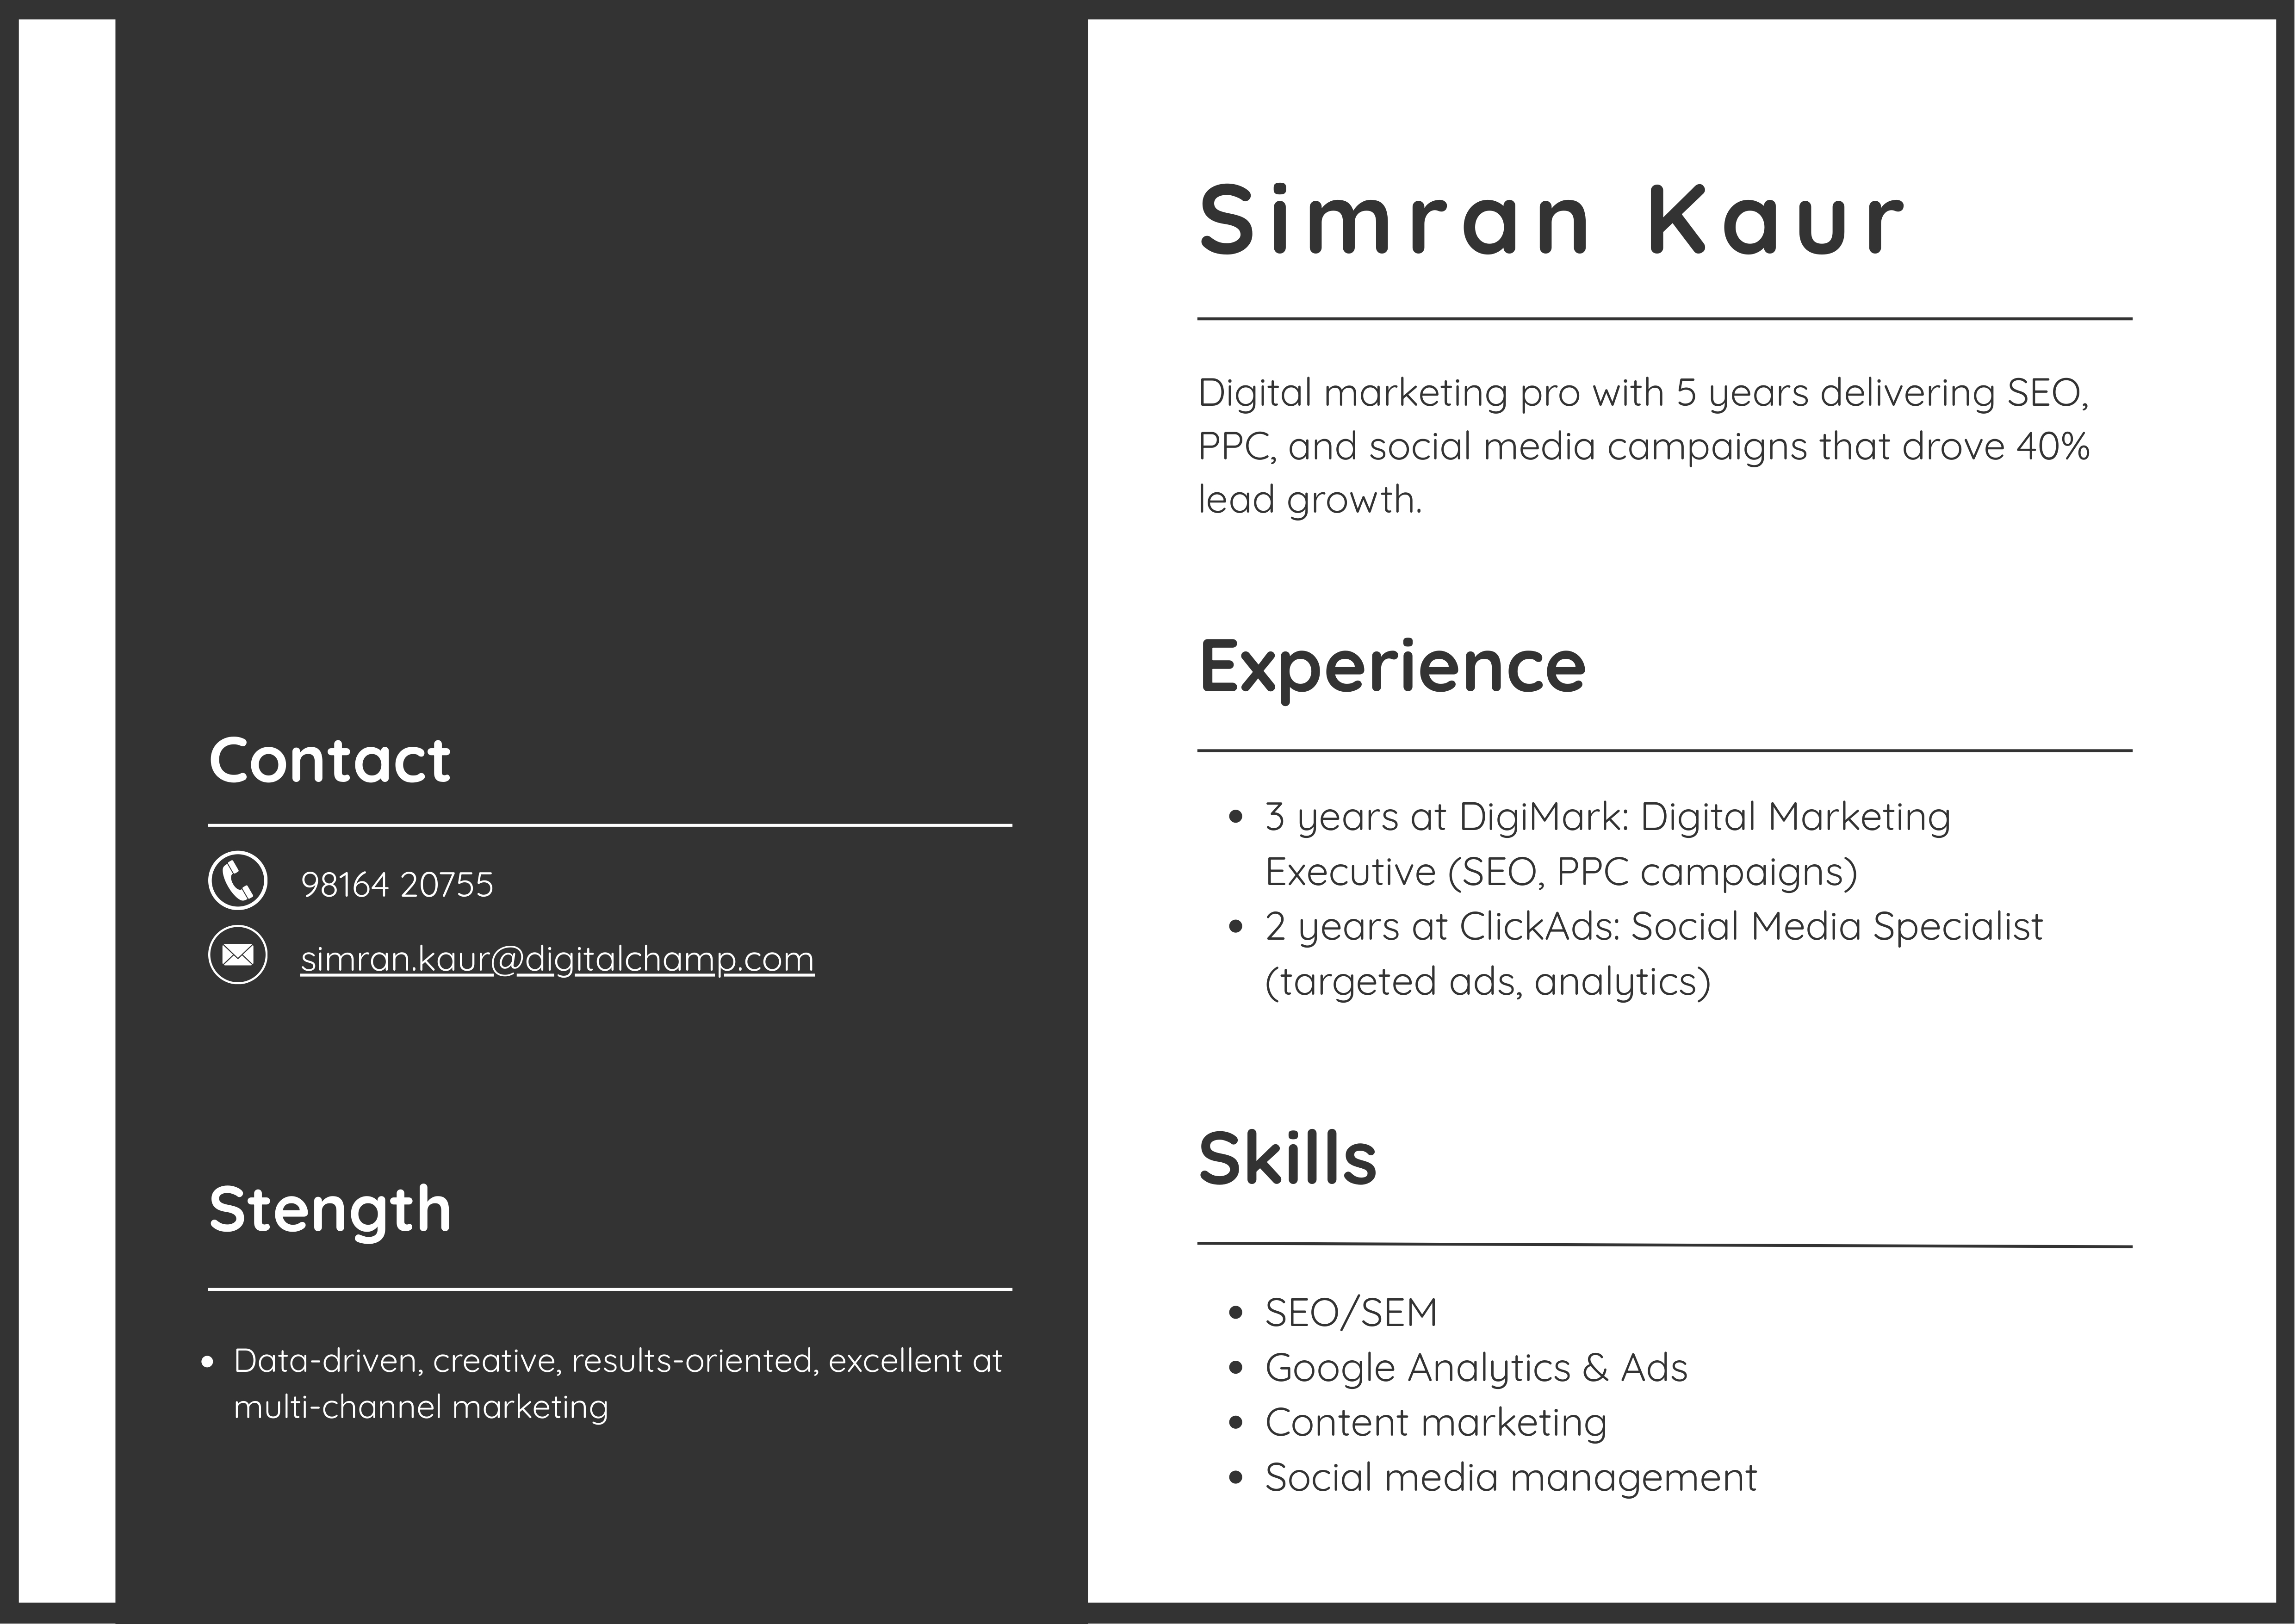 Contact
98164 20755
simran.kaur@digitalchamp.com
Stength
• Data-driven, creative, results-oriented, excellent at
multi-channel marketing
Simran Kaur
Digital marketing pro with 5 years delivering SEO,
PPC, and social media campaigns that drove 40%
lead growth.
Experience
• 3 years at DigiMark: Digital Marketing
Executive (SEO, PPC campaigns)
• 2 years at ClickAds: Social Media Specialist
(targeted ads, analytics)
Skills
• SEO/SEM
• Google Analytics & Ads
• Content marketing
• Social media management